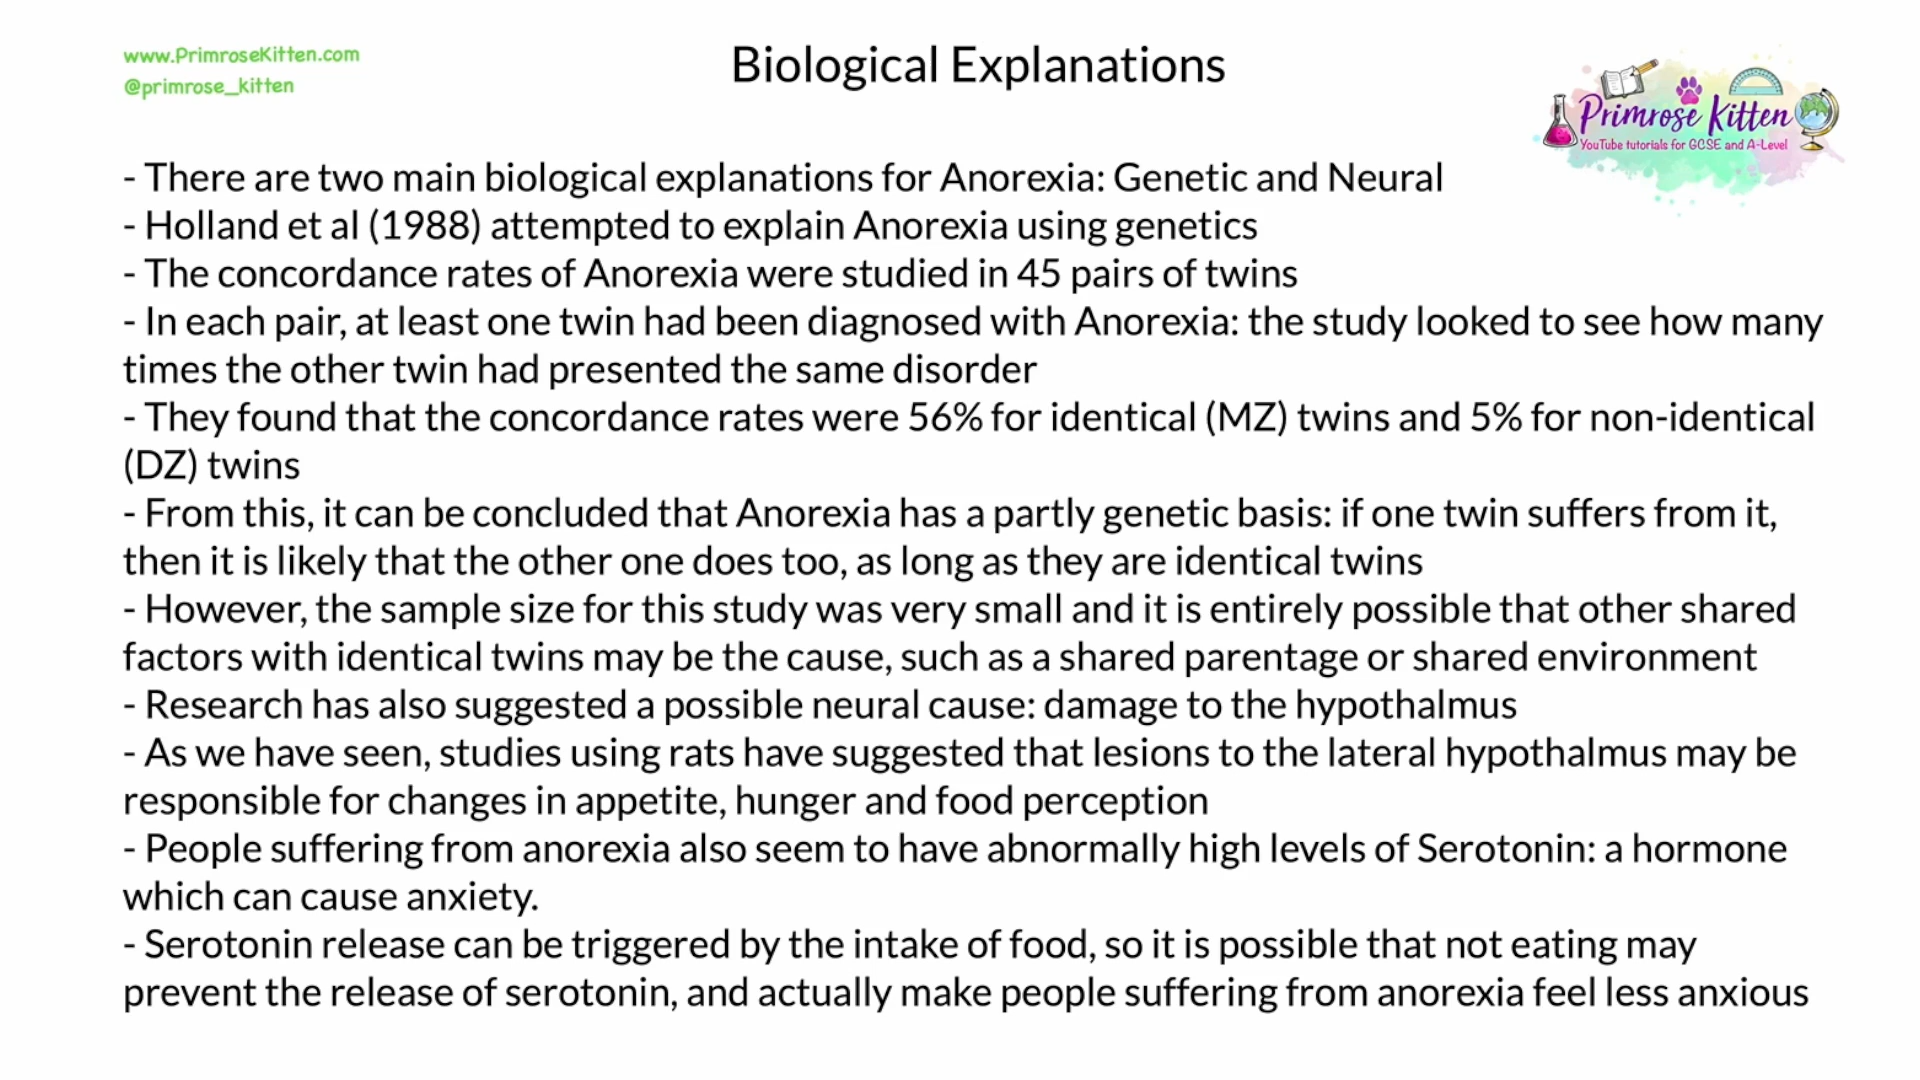 www.PrimroseKitten.com
@primrose_kitten
Biological Explanations
Primrose Kitten
YouTube tutorials for GCSE and A-Level
- There are two main biological explanations for Anorexia: Genetic and Neural
- Holland et al (1988) attempted to explain Anorexia using genetics
- The concordance rates of Anorexia were studied in 45 pairs of twins
- In each pair, at least one twin had been diagnosed with Anorexia: the study looked to see how many
times the other twin had presented the same disorder
- They found that the concordance rates were 56% for identical (MZ) twins and 5% for non-identical
(DZ) twins
- From this, it can be concluded that Anorexia has a partly genetic basis: if one twin suffers from it,
then it is likely that the other one does too, as long as they are identical twins
- However, the sample size for this study was very small and it is entirely possible that other shared
factors with identical twins may be the cause, such as a shared parentage or shared environment
- Research has also suggested a possible neural cause: damage to the hypothalmus
- As we have seen, studies using rats have suggested that lesions to the lateral hypothalmus may be
responsible for changes in appetite, hunger and food perception
- People suffering from anorexia also seem to have abnormally high levels of Serotonin: a hormone
which can cause anxiety.
- Serotonin release can be triggered by the intake of food, so it is possible that not eating may
prevent the release of serotonin, and actually make people suffering from anorexia feel less anxious